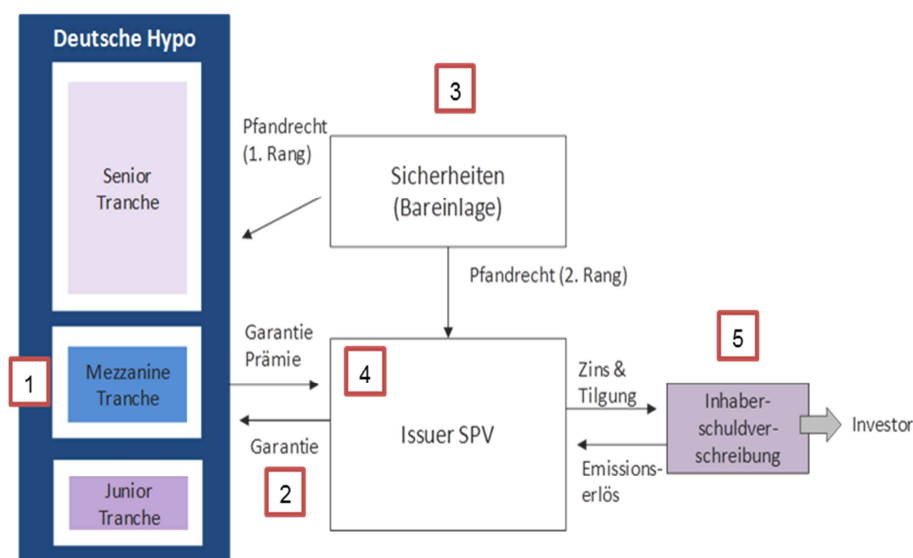 Deutsche Hypo
Senior
Tranche
1
Mezzanine
Tranche
Junior
Tranche
Pfandrecht
(1. Rang)
3
Sicherheiten
(Bareinlage)
Pfandrecht (2. Rang)
Garantie
Prämie
Garantie
2
4
Issuer SPV
Zins &
Tilgung
Emissions-
erlös
5
Inhaber-
schuldver-
schreibung
Investor